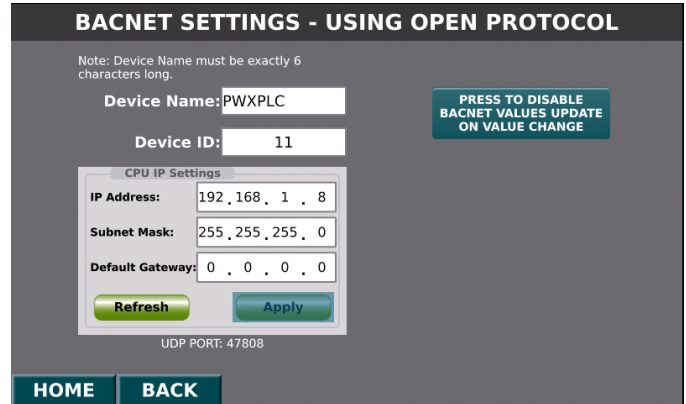 BACNET SETTINGS - USING OPEN PROTOCOL
Note: Device Name must be exactly 6
characters long.
Device Name: PWXPLC
Device ID: 11
PRESS TO DISABLE
BACNET VALUES UPDATE
ON VALUE CHANGE
CPU IP Settings
IP Address: 192 . 168 . 1 . 8
Subnet Mask: 255 . 255 . 255 . 0
Default Gateway: 0 . 0 . 0 . 0
Refresh Apply
UDP PORT: 47808
HOME BACK